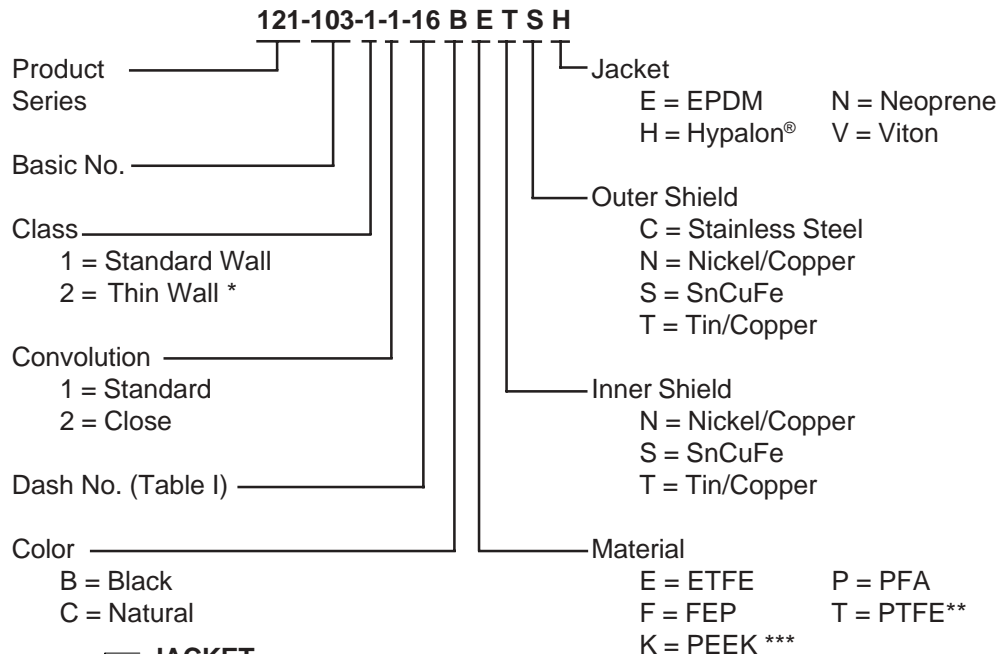 121-103-1-1-16 B E T S H
Product
Series
Basic No.
Class
1 = Standard Wall
2 = Thin Wall *
Convolution
1 = Standard
2 = Close
Dash No. (Table I)
Color
B = Black
C = Natural
Jacket
E = EPDM N = Neoprene
H = Hypalon® V = Viton
Outer Shield
C = Stainless Steel
N = Nickel/Copper
S = SnCuFe
T = Tin/Copper
Inner Shield
N = Nickel/Copper
S = SnCuFe
T = Tin/Copper
Material
E = ETFE P = PFA
F = FEP T = PTFE**
K = PEEK ***
JACKET